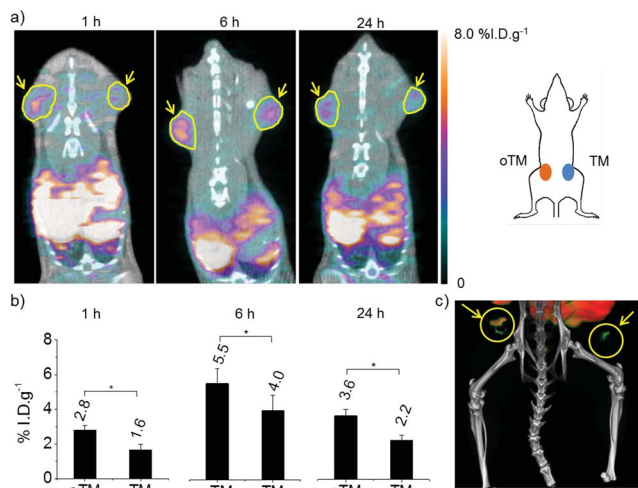 a)
1 h
6 h
24 h
8.0 %I.D.g-1
0
oTM
TM
b)
1 h
6 h
24 h
c)
% I.D.g-1
8
6
4
2
0
*
2.8
1.6
*
5.5
4.0
*
3.6
2.2